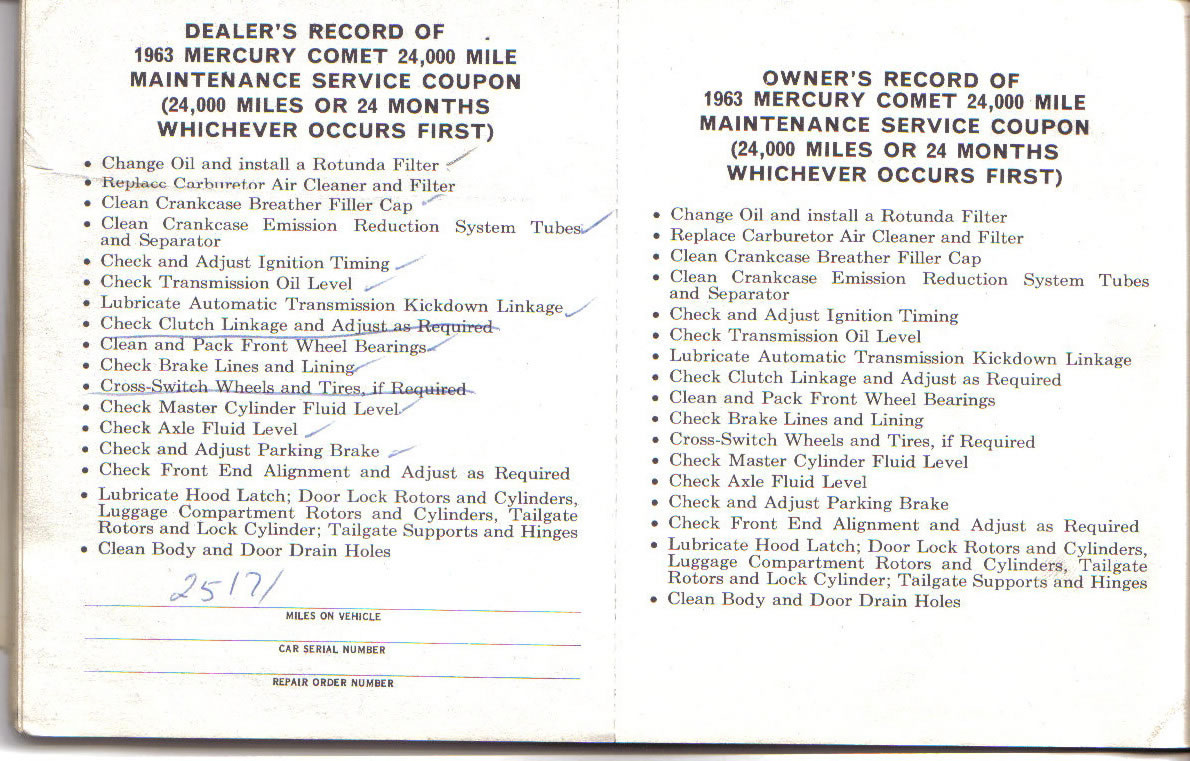 DEALER'S RECORD OF
1963 MERCURY COMET 24,000 MILE
MAINTENANCE SERVICE COUPON
(24,000 MILES OR 24 MONTHS
WHICHEVER OCCURS FIRST)
• Change Oil and install a Rotunda Filter ✓
• Replace Carburetor Air Cleaner and Filter
• Clean Crankcase Breather Filler Cap ✓
• Clean Crankcase Emission Reduction System Tubes ✓
and Separator
• Check and Adjust Ignition Timing ✓
• Check Transmission Oil Level ✓
• Lubricate Automatic Transmission Kickdown Linkage ✓
• Check Clutch Linkage and Adjust as Required
• Clean and Pack Front Wheel Bearings ✓
• Check Brake Lines and Lining ✓
• Cross-Switch Wheels and Tires, if Required
• Check Master Cylinder Fluid Level ✓
• Check Axle Fluid Level ✓
• Check and Adjust Parking Brake ✓
• Check Front End Alignment and Adjust as Required
• Lubricate Hood Latch; Door Lock Rotors and Cylinders,
Luggage Compartment Rotors and Cylinders, Tailgate
Rotors and Lock Cylinder; Tailgate Supports and Hinges
• Clean Body and Door Drain Holes
25171
MILES ON VEHICLE
CAR SERIAL NUMBER
REPAIR ORDER NUMBER
OWNER'S RECORD OF
1963 MERCURY COMET 24,000 MILE
MAINTENANCE SERVICE COUPON
(24,000 MILES OR 24 MONTHS
WHICHEVER OCCURS FIRST)
• Change Oil and install a Rotunda Filter
• Replace Carburetor Air Cleaner and Filter
• Clean Crankcase Breather Filler Cap
• Clean Crankcase Emission Reduction System Tubes
and Separator
• Check and Adjust Ignition Timing
• Check Transmission Oil Level
• Lubricate Automatic Transmission Kickdown Linkage
• Check Clutch Linkage and Adjust as Required
• Clean and Pack Front Wheel Bearings
• Check Brake Lines and Lining
• Cross-Switch Wheels and Tires, if Required
• Check Master Cylinder Fluid Level
• Check Axle Fluid Level
• Check and Adjust Parking Brake
• Check Front End Alignment and Adjust as Required
• Lubricate Hood Latch; Door Lock Rotors and Cylinders,
Luggage Compartment Rotors and Cylinders, Tailgate
Rotors and Lock Cylinder; Tailgate Supports and Hinges
• Clean Body and Door Drain Holes